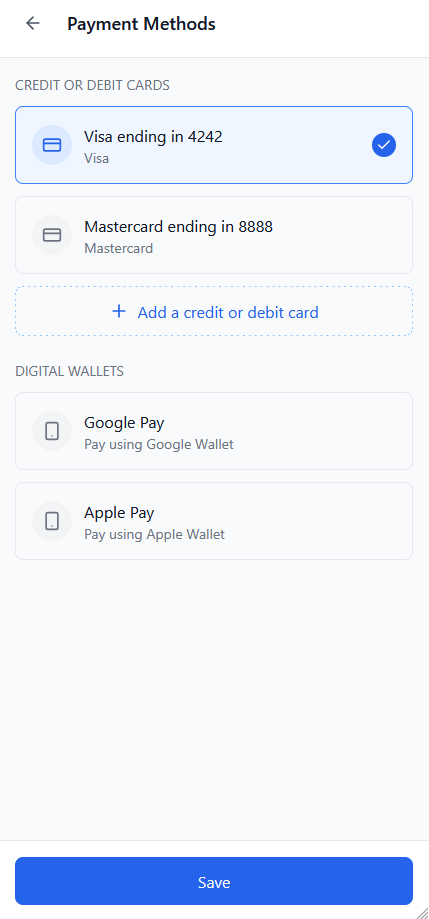 Payment Methods
CREDIT OR DEBIT CARDS
Visa ending in 4242
Visa
Mastercard ending in 8888
Mastercard
Add a credit or debit card
DIGITAL WALLETS
Google Pay
Pay using Google Wallet
Apple Pay
Pay using Apple Wallet
Save